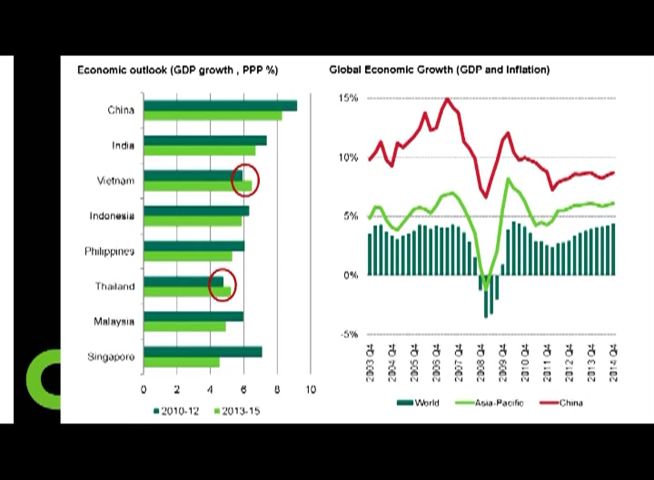 Economic outlook (GDP growth , PPP %)
China
India
Vietnam
Indonesia
Philippines
Thailand
Malaysia
Singapore
0 2 4 6 8 10
2010-12 2013-15
Global Economic Growth (GDP and Inflation)
15%
10%
5%
0%
-5%
2003 Q4 2004 Q4 2005 Q4 2006 Q4 2007 Q4 2008 Q4 2009 Q4 2010 Q4 2011 Q4 2012 Q4 2013 Q4 2014 Q4
World Asia-Pacific China